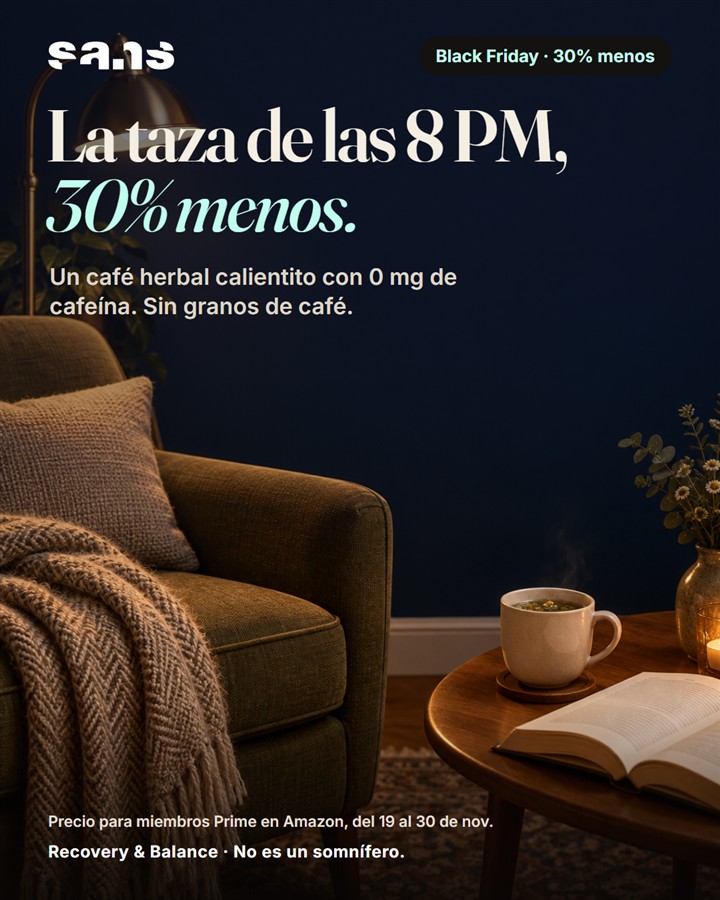 sans
Black Friday · 30% menos
La taza de las 8 PM,
30% menos.
Un café herbal calientito con 0 mg de
cafeína. Sin granos de café.
Precio para miembros Prime en Amazon, del 19 al 30 de nov.
Recovery & Balance · No es un somnífero.